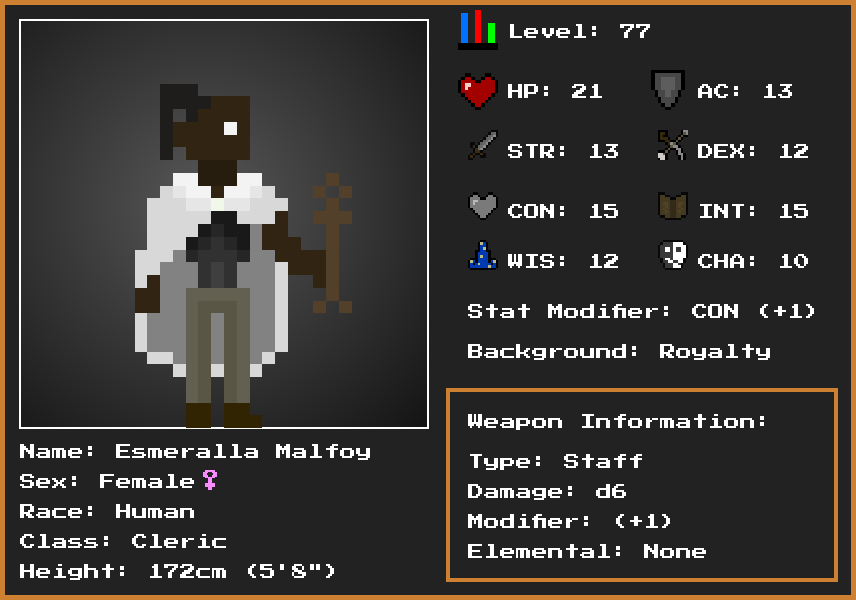 Level: 77
HP: 21
AC: 13
STR: 13
DEX: 12
CON: 15
INT: 15
WIS: 12
CHA: 10
Stat Modifier: CON (+1)
Background: Royalty
Weapon Information:
Type: Staff
Damage: d6
Modifier: (+1)
Elemental: None
Name: Esmeralla Malfoy
Sex: Female♀
Race: Human
Class: Cleric
Height: 172cm (5'8")